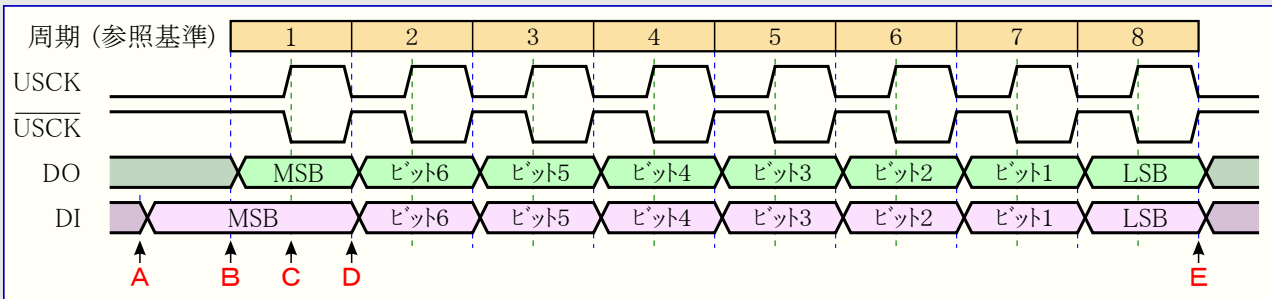 周期 (参照基準) 1 2 3 4 5 6 7 8
USCK
USCK
DO MSB ビット6 ビット5 ビット4 ビット3 ビット2 ビット1 LSB
DI MSB ビット6 ビット5 ビット4 ビット3 ビット2 ビット1 LSB
A B C D E